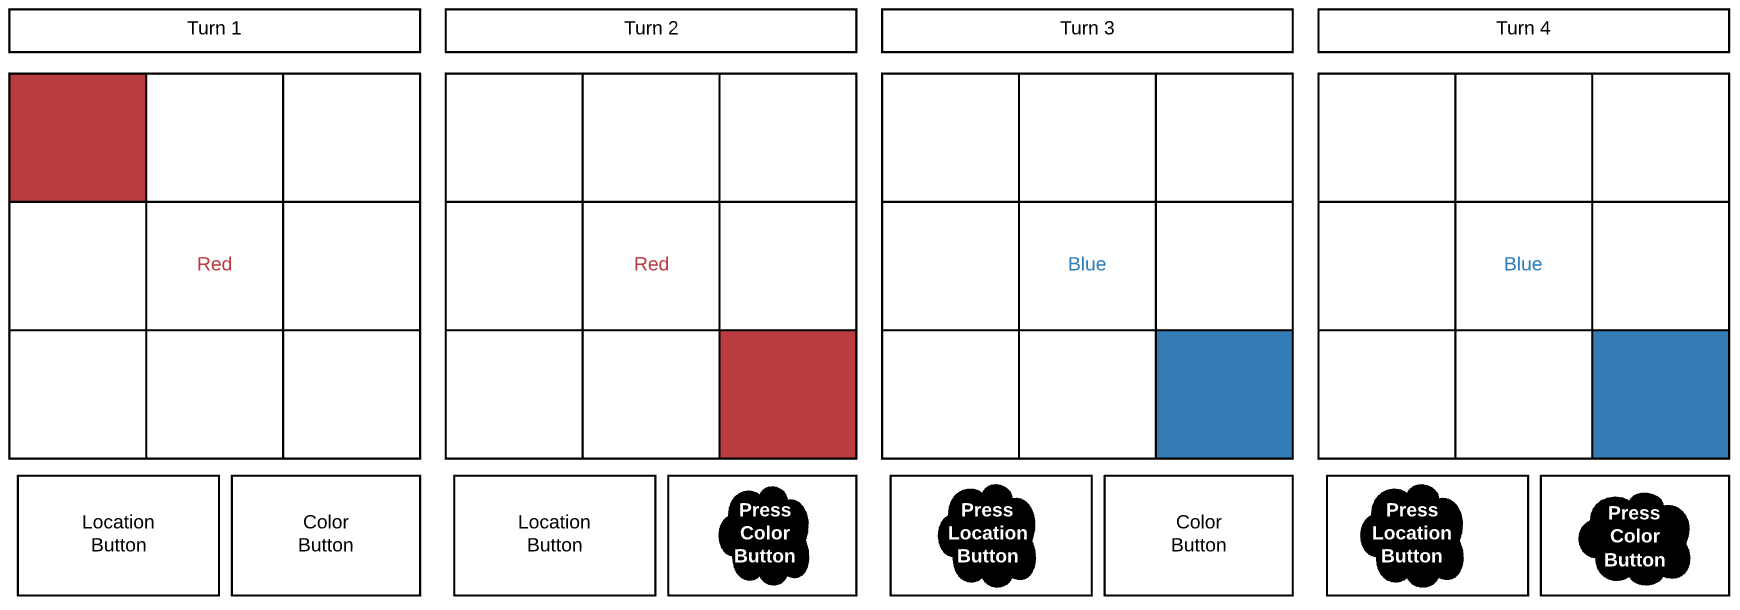 Turn 1
Turn 2
Turn 3
Turn 4
Red
Red
Blue
Blue
Location
Button
Color
Button
Location
Button
Press
Color
Button
Press
Location
Button
Color
Button
Press
Location
Button
Press
Color
Button